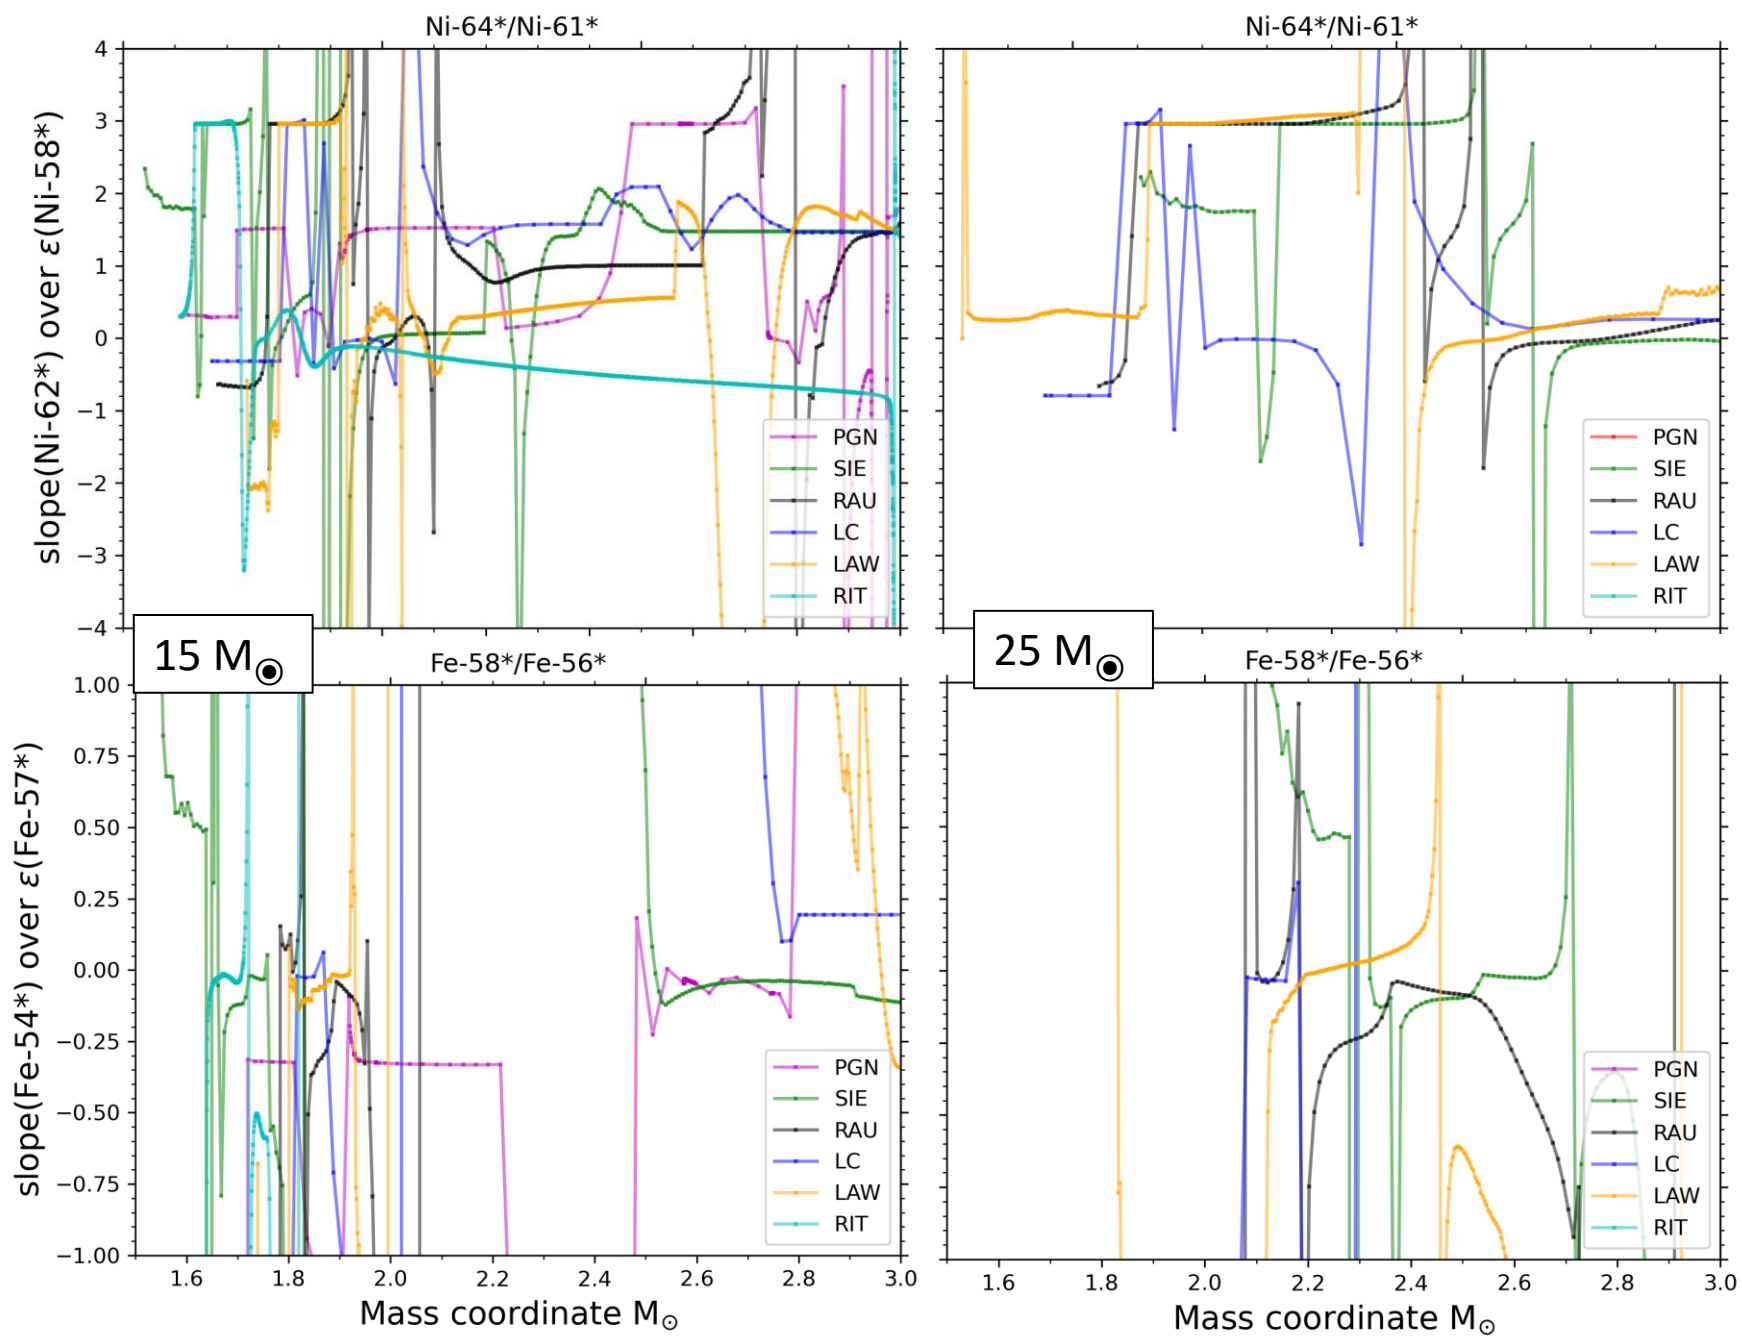 Ni-64*/Ni-61*
Ni-64*/Ni-61*
slope(Ni-62*) over ε(Ni-58*)
4
3
2
1
0
−1
−2
−3
−4
PGN
SIE
RAU
LC
LAW
RIT
PGN
SIE
RAU
LC
LAW
RIT
15 M☉
Fe-58*/Fe-56*
25 M☉
Fe-58*/Fe-56*
slope(Fe-54*) over ε(Fe-57*)
1.00
0.75
0.50
0.25
0.00
−0.25
−0.50
−0.75
−1.00
PGN
SIE
RAU
LC
LAW
RIT
PGN
SIE
RAU
LC
LAW
RIT
1.6 1.8 2.0 2.2 2.4 2.6 2.8 3.0
1.6 1.8 2.0 2.2 2.4 2.6 2.8 3.0
Mass coordinate M☉
Mass coordinate M☉